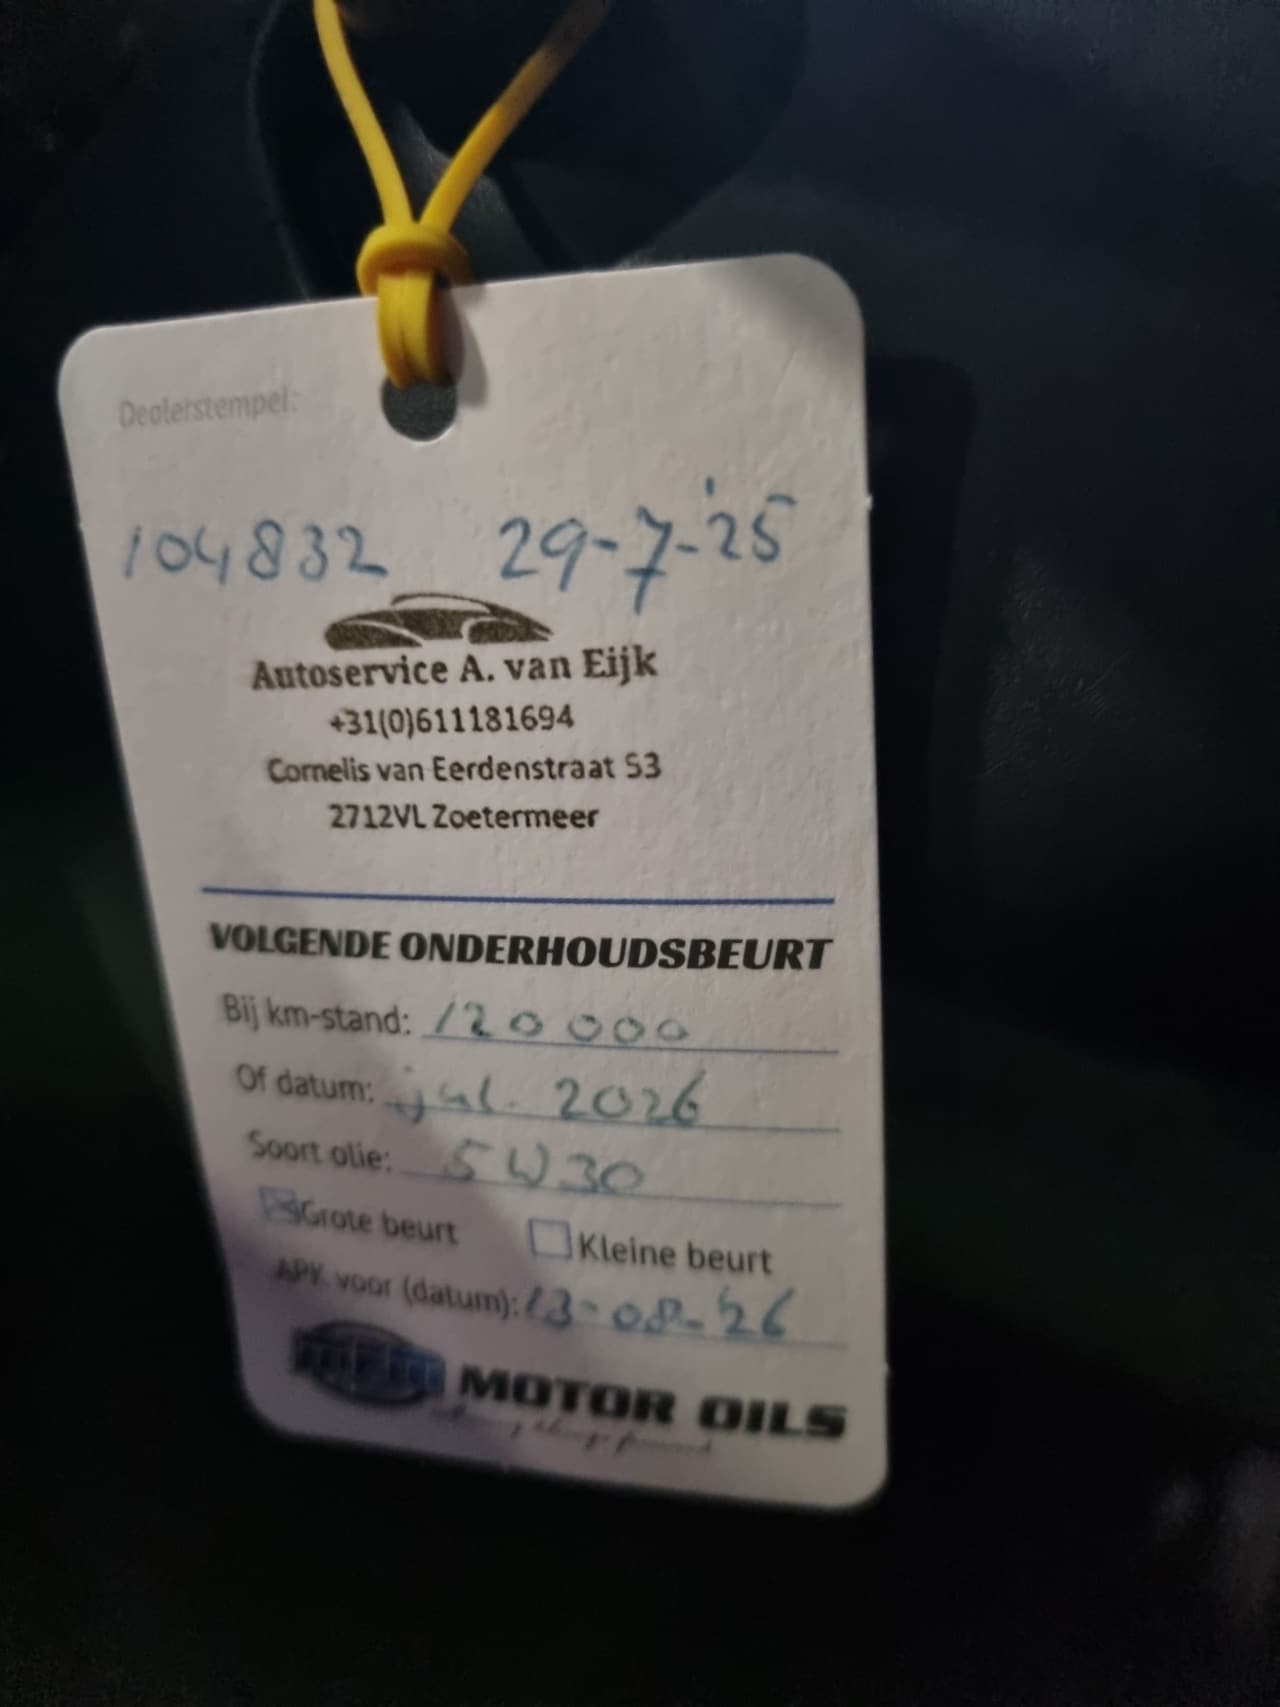 Dealerstempel:
104832 29-7-'25
Autoservice A. van Eijk
+31(0)611181694
Cornelis van Eerdenstraat 53
2712VL Zoetermeer
VOLGENDE ONDERHOUDSBEURT
Bij km-stand: 120 000
Of datum: jul. 2026
Soort olie: 5W30
Grote beurt Kleine beurt
APK voor (datum): 13-08-'26
MOTOR OILS